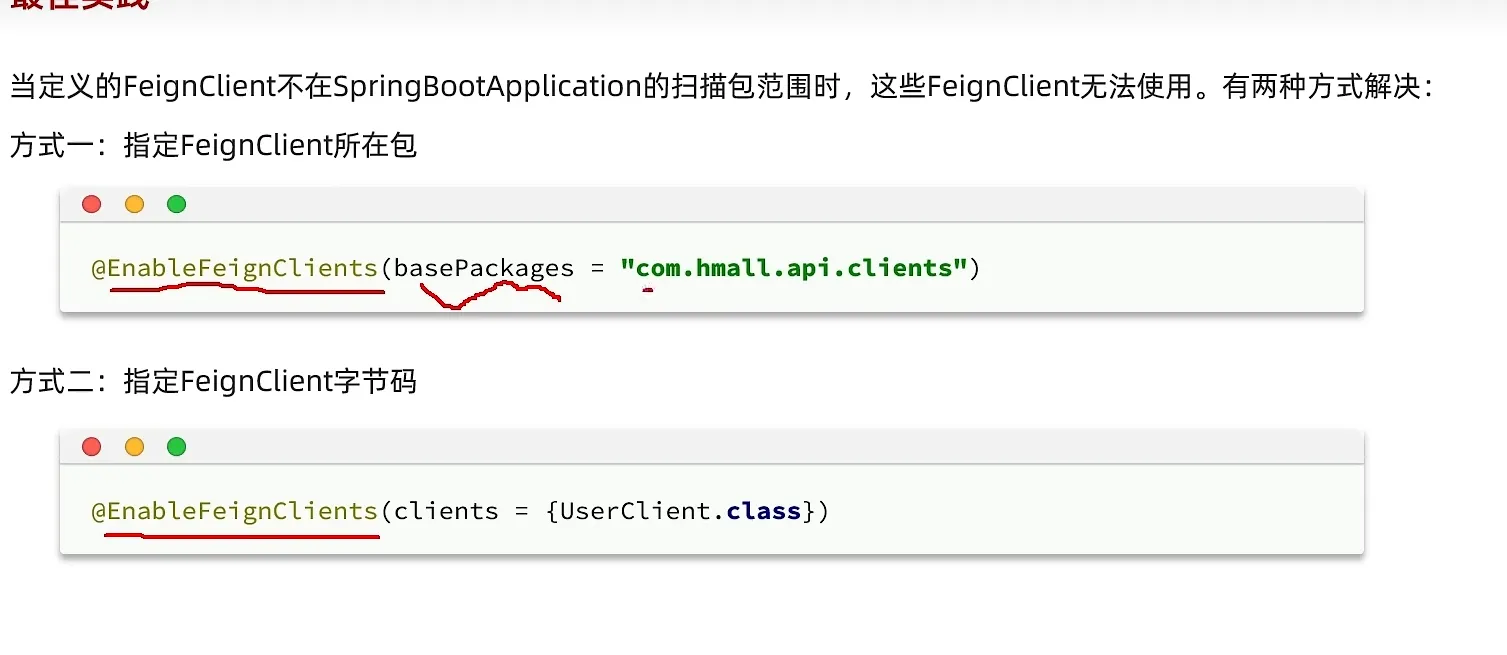 最佳实践
当定义的FeignClient不在SpringBootApplication的扫描包范围时，这些FeignClient无法使用。有两种方式解决：
方式一：指定FeignClient所在包
@EnableFeignClients(basePackages = "com.hmall.api.clients")
方式二：指定FeignClient字节码
@EnableFeignClients(clients = {UserClient.class})